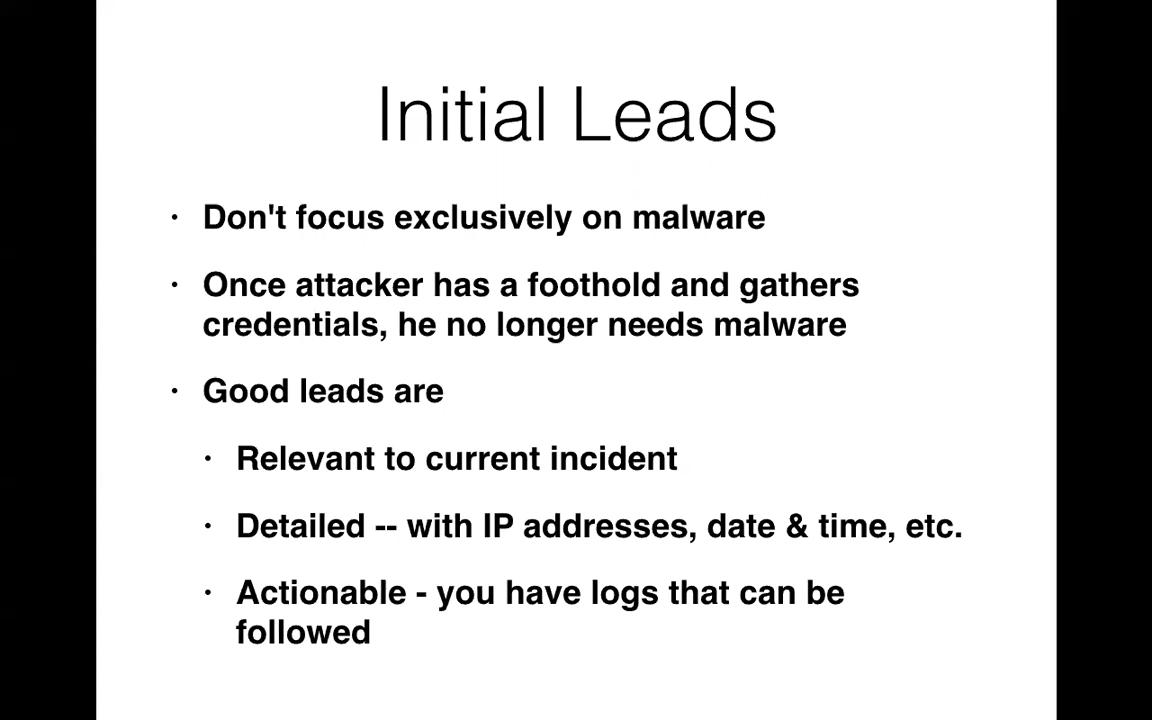 Initial Leads
· Don't focus exclusively on malware
· Once attacker has a foothold and gathers
credentials, he no longer needs malware
· Good leads are
· Relevant to current incident
· Detailed -- with IP addresses, date & time, etc.
· Actionable - you have logs that can be
followed